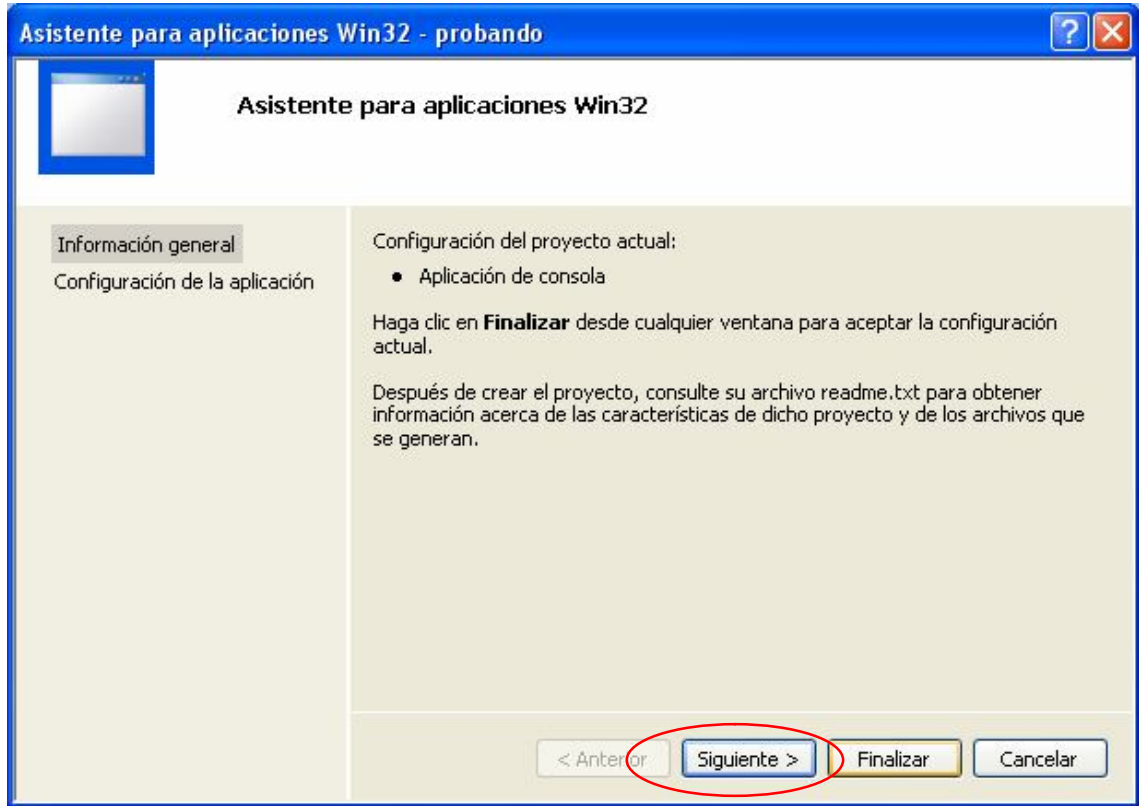 Asistente para aplicaciones Win32 - probando
Asistente para aplicaciones Win32
Información general
Configuración de la aplicación
Configuración del proyecto actual:
• Aplicación de consola
Haga clic en Finalizar desde cualquier ventana para aceptar la configuración
actual.
Después de crear el proyecto, consulte su archivo readme.txt para obtener
información acerca de las características de dicho proyecto y de los archivos que
se generan.
< Anterior Siguiente > Finalizar Cancelar